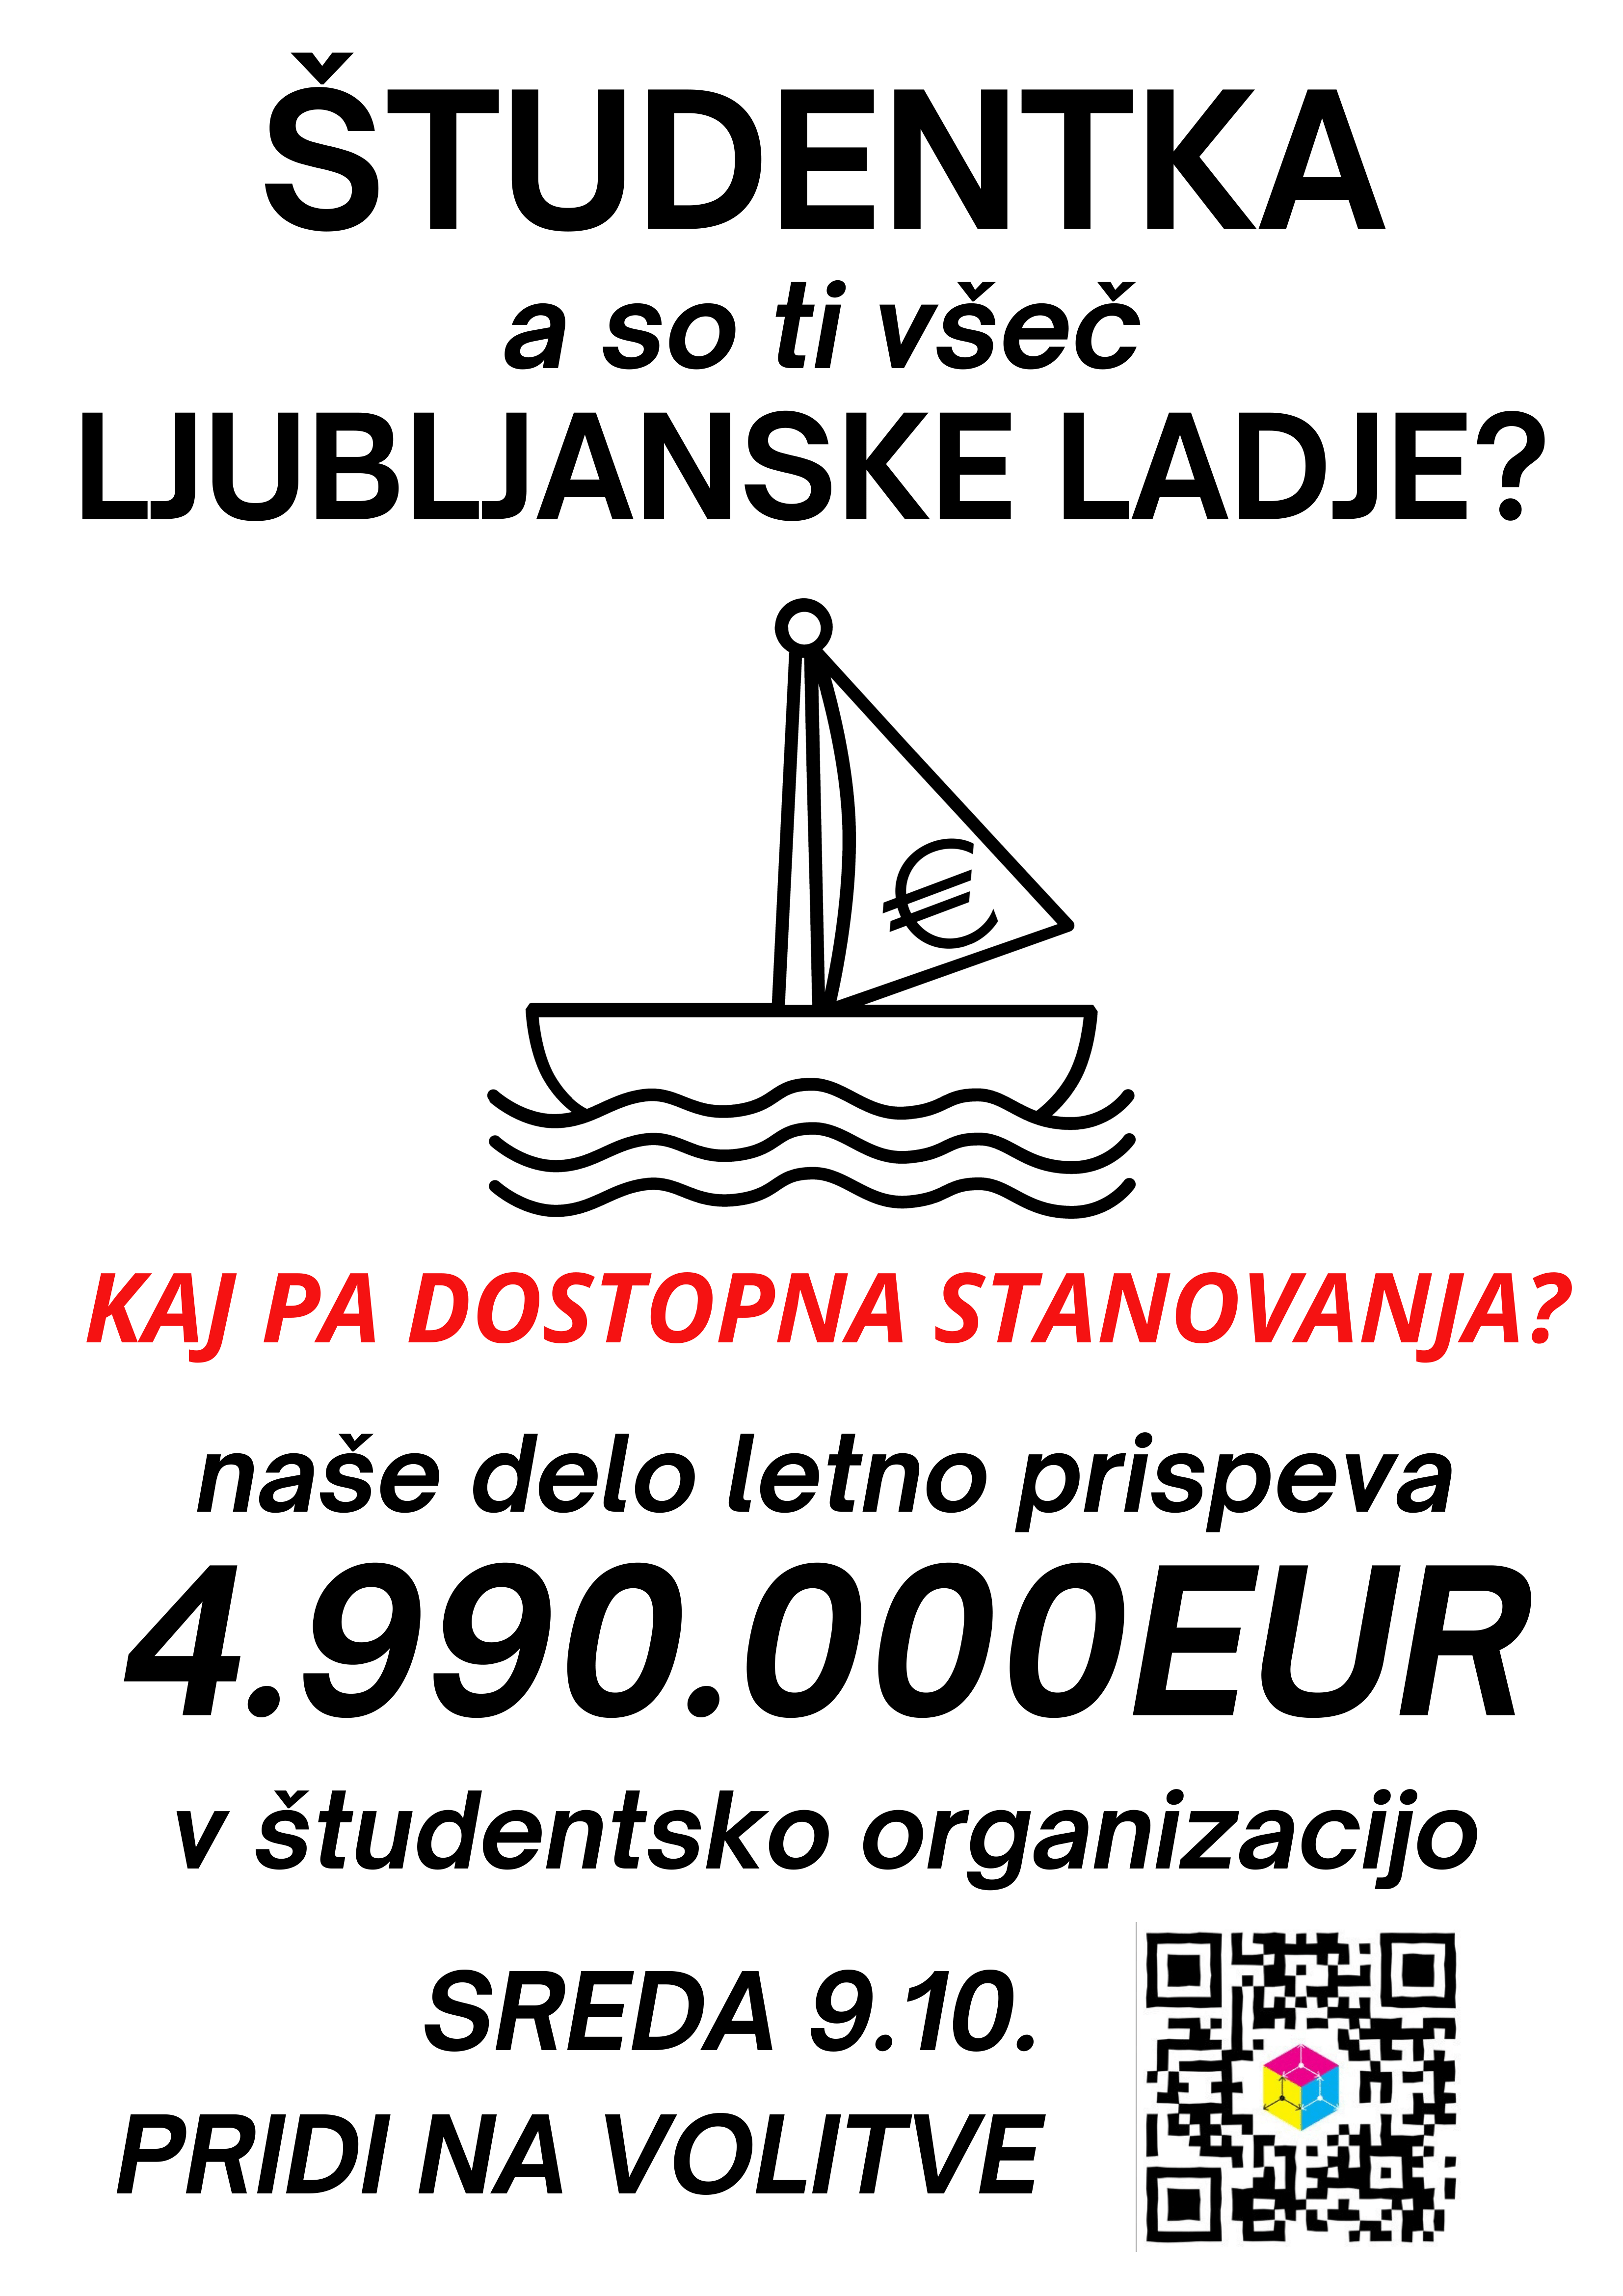 ŠTUDENTKA
a so ti všeč
LJUBLJANSKE LADJE?
€
KAJ PA DOSTOPNA STANOVANJA?
naše delo letno prispeva
4.990.000EUR
v študentsko organizacijo
SREDA 9.10.
PRIDI NA VOLITVE